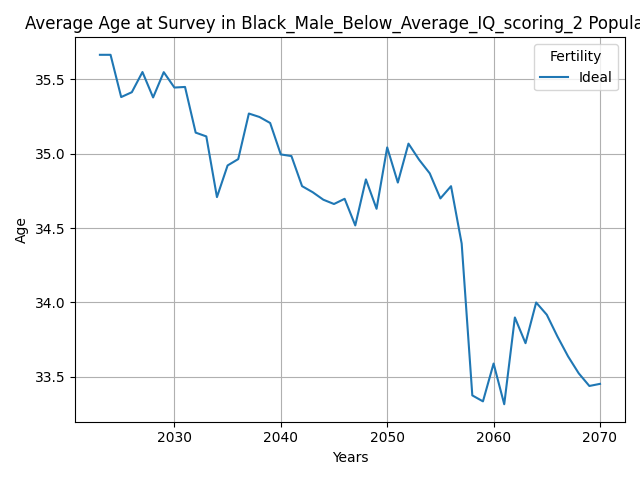 Average Age at Survey in Black_Male_Below_Average_IQ_scoring_2 Popula
Fertility
Ideal
35.5
35.0
34.5
34.0
33.5
Age
2030 2040 2050 2060 2070
Years